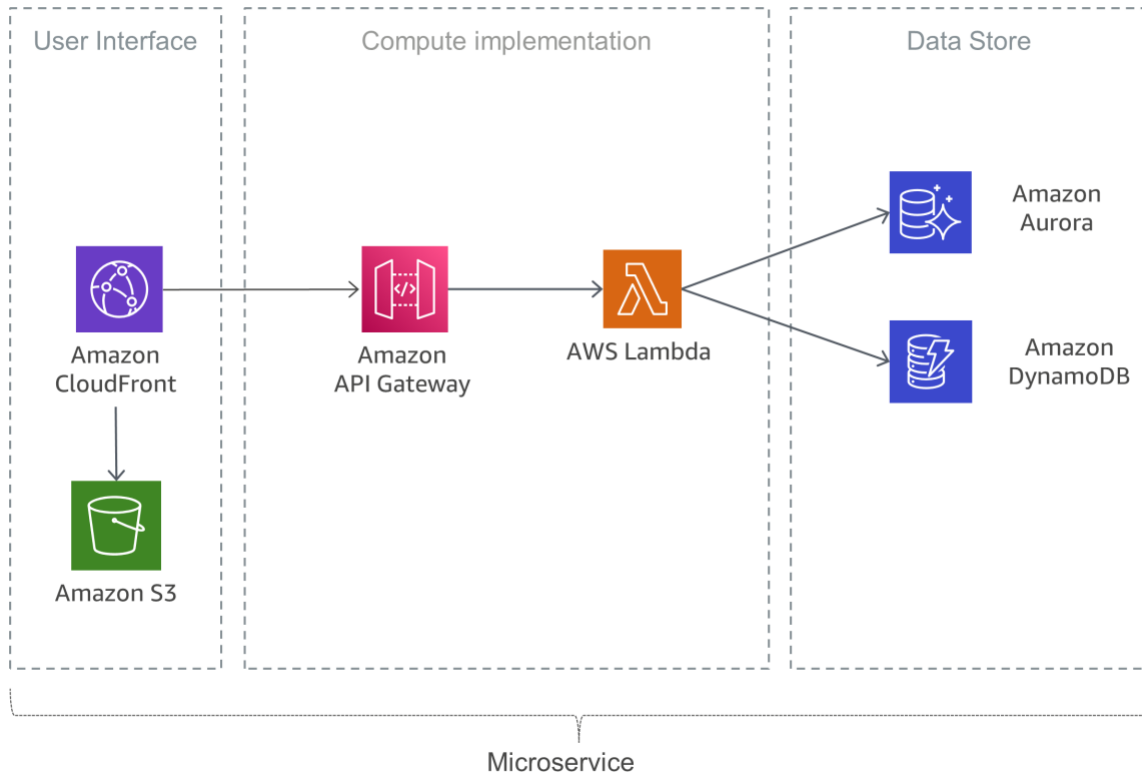 User Interface
Compute implementation
Data Store
Amazon
Aurora
</>
Amazon
CloudFront
Amazon
API Gateway
AWS Lambda
Amazon
DynamoDB
Amazon S3
Microservice